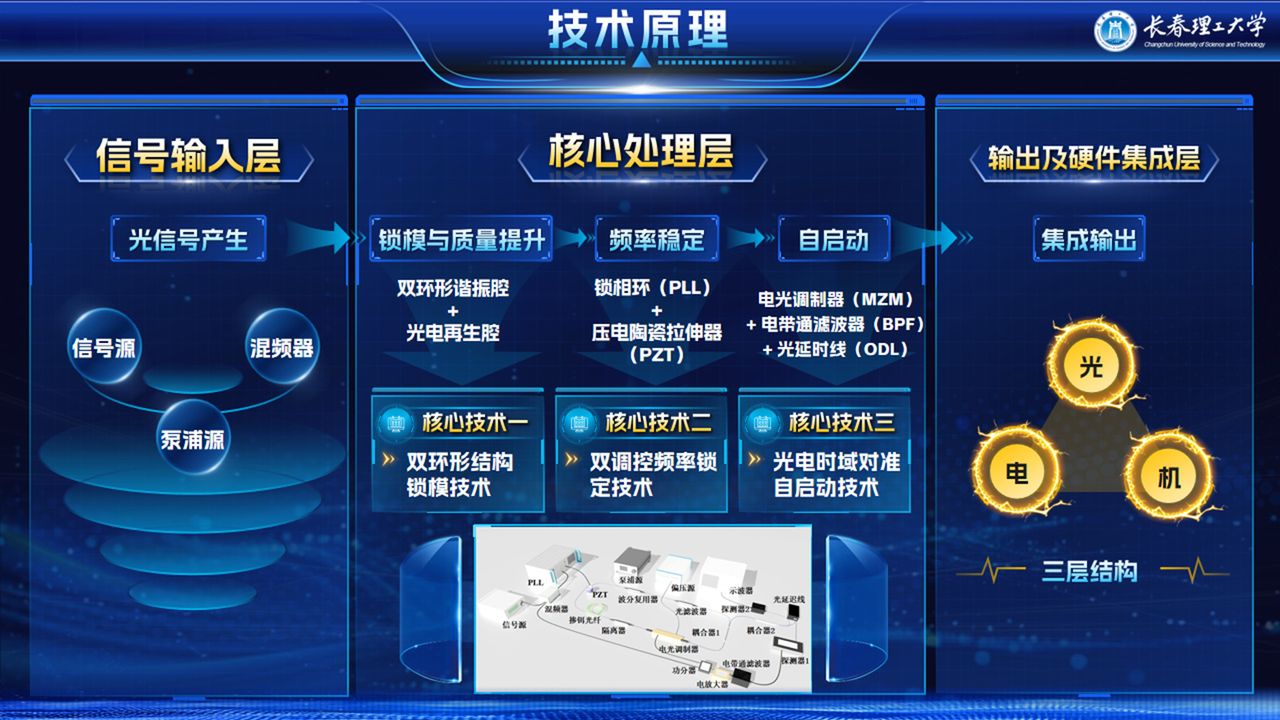 技术原理
长春理工大学
Changchun University of Science and Technology
信号输入层
光信号产生
信号源
混频器
泵浦源
核心处理层
锁模与质量提升
频率稳定
自启动
双环形谐振腔
+
光电再生腔
锁相环（PLL）
+
压电陶瓷拉伸器
（PZT）
电光调制器（MZM）
+ 电带通滤波器（BPF）
+ 光延时线（ODL）
核心技术一
双环形结构
锁模技术
核心技术二
双调控频率锁
定技术
核心技术三
光电时域对准
自启动技术
PLL
泵浦源
PZT
偏压源
示波器
波分复用器
光延迟线
混频器
光滤波器
探测器2
掺铒光纤
信号源
隔离器
耦合器1
耦合器2
电光调制器
探测器1
功分器
电带通滤波器
电放大器
输出及硬件集成层
集成输出
光
电
机
三层结构